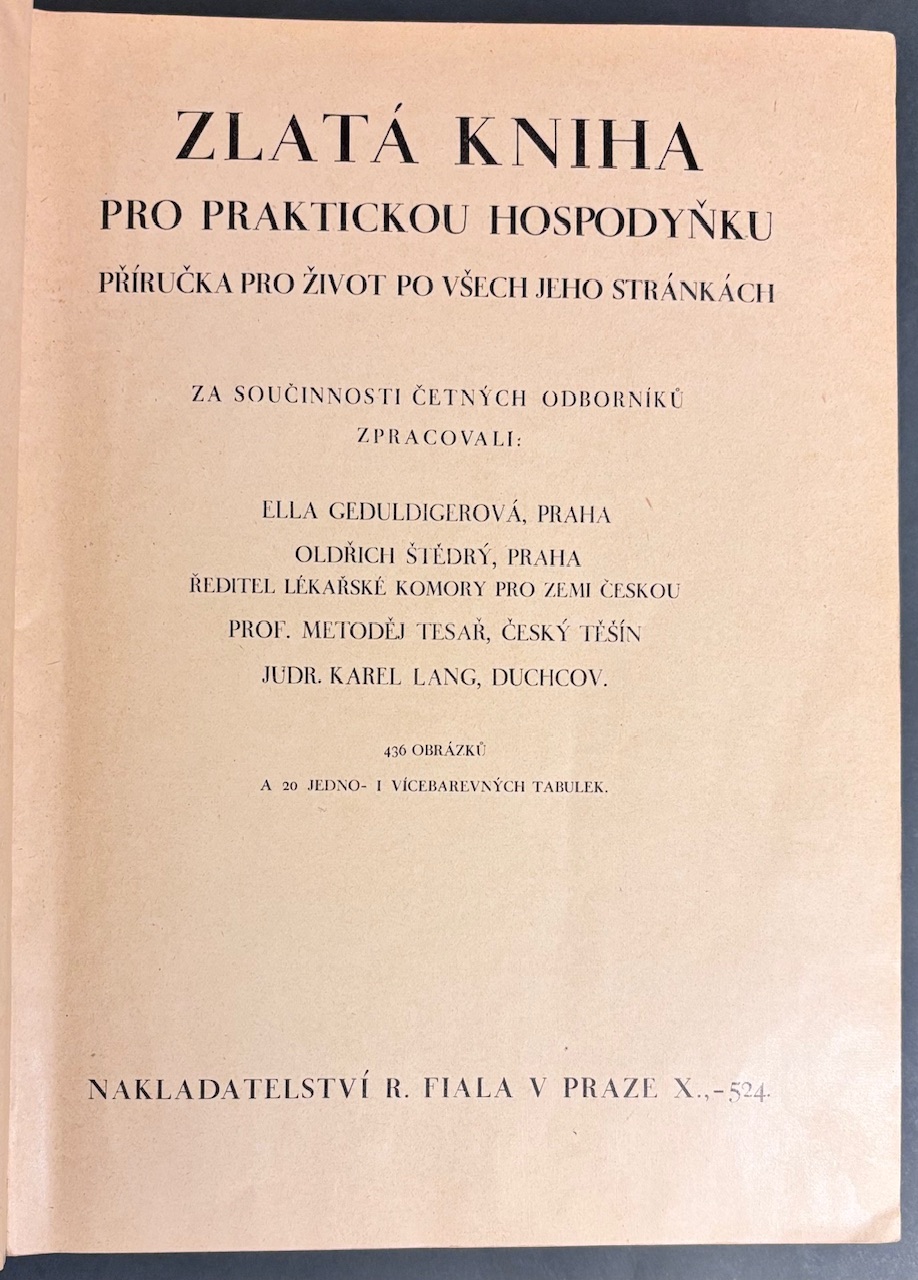 ZLATÁ KNIHA
PRO PRAKTICKOU HOSPODYŇKU
PŘÍRUČKA PRO ŽIVOT PO VŠECH JEHO STRÁNKÁCH
ZA SOUČINNOSTI ČETNÝCH ODBORNÍKŮ
ZPRACOVALI:
ELLA GEDULDIGEROVÁ, PRAHA
OLDŘICH ŠTĚDRÝ, PRAHA
ŘEDITEL LÉKAŘSKÉ KOMORY PRO ZEMI ČESKOU
PROF. METODĚJ TESAŘ, ČESKÝ TĚŠÍN
JUDR. KAREL LANG, DUCHCOV.
436 OBRÁZKŮ
A 20 JEDNO- I VÍCEBAREVNÝCH TABULEK.
NAKLADATELSTVÍ R. FIALA V PRAZE X.,-524.